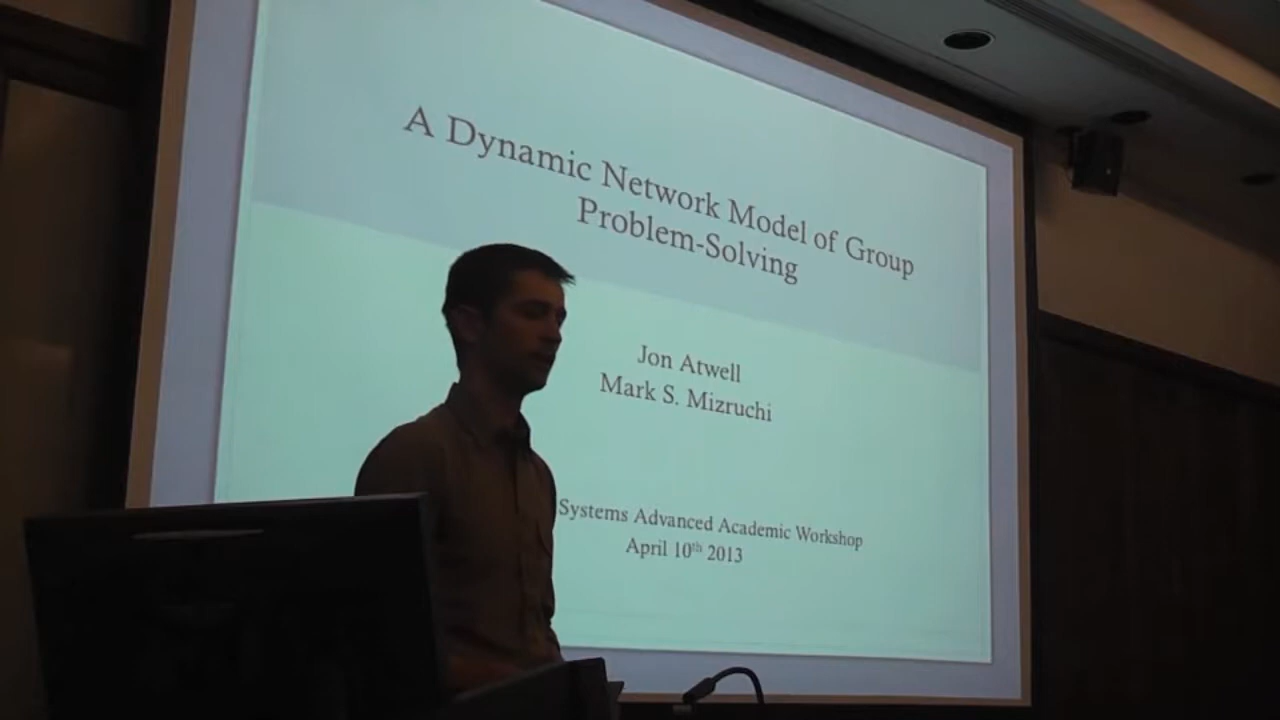 A Dynamic Network Model of Group
Problem-Solving
Jon Atwell
Mark S. Mizruchi
Systems Advanced Academic Workshop
April 10th 2013